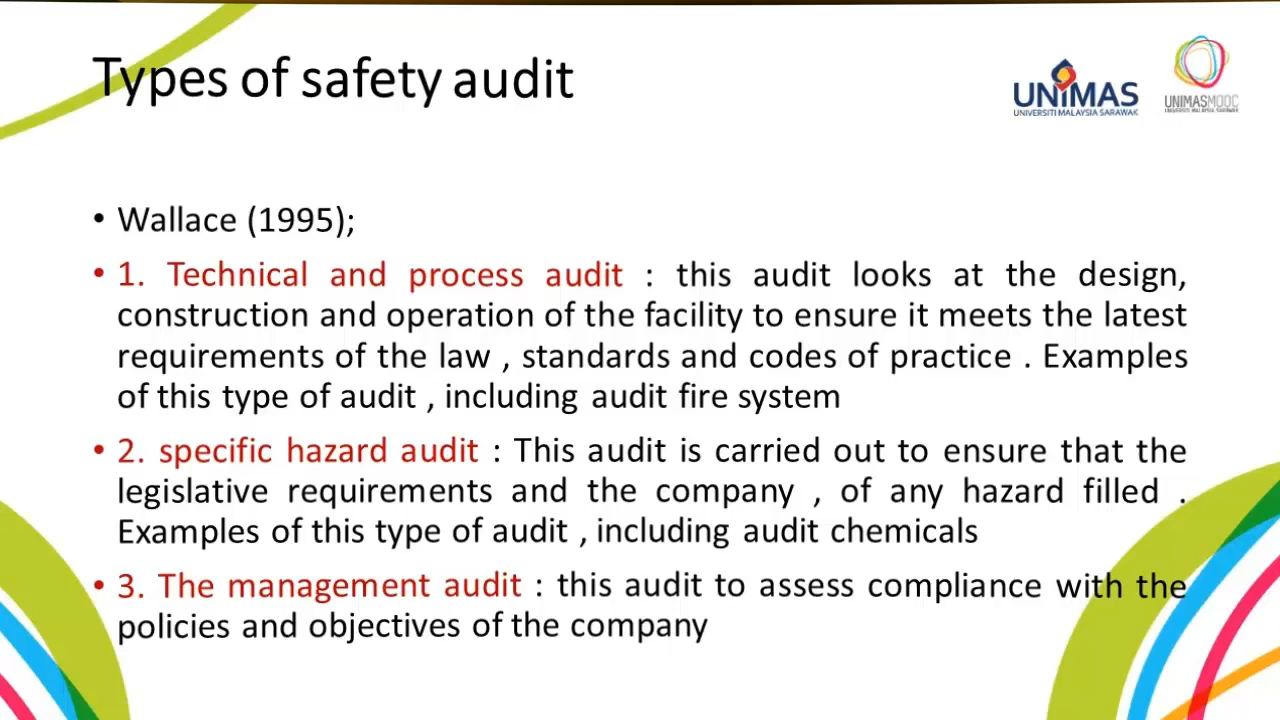 Types of safety audit
UNIMAS
UNIVERSITI MALAYSIA SARAWAK
UNIMASMOOC
UNIVERSITI MALAYSIA SARAWAK
• Wallace (1995);
• 1. Technical and process audit : this audit looks at the design,
construction and operation of the facility to ensure it meets the latest
requirements of the law , standards and codes of practice . Examples
of this type of audit , including audit fire system
• 2. specific hazard audit : This audit is carried out to ensure that the
legislative requirements and the company , of any hazard filled .
Examples of this type of audit , including audit chemicals
• 3. The management audit : this audit to assess compliance with the
policies and objectives of the company